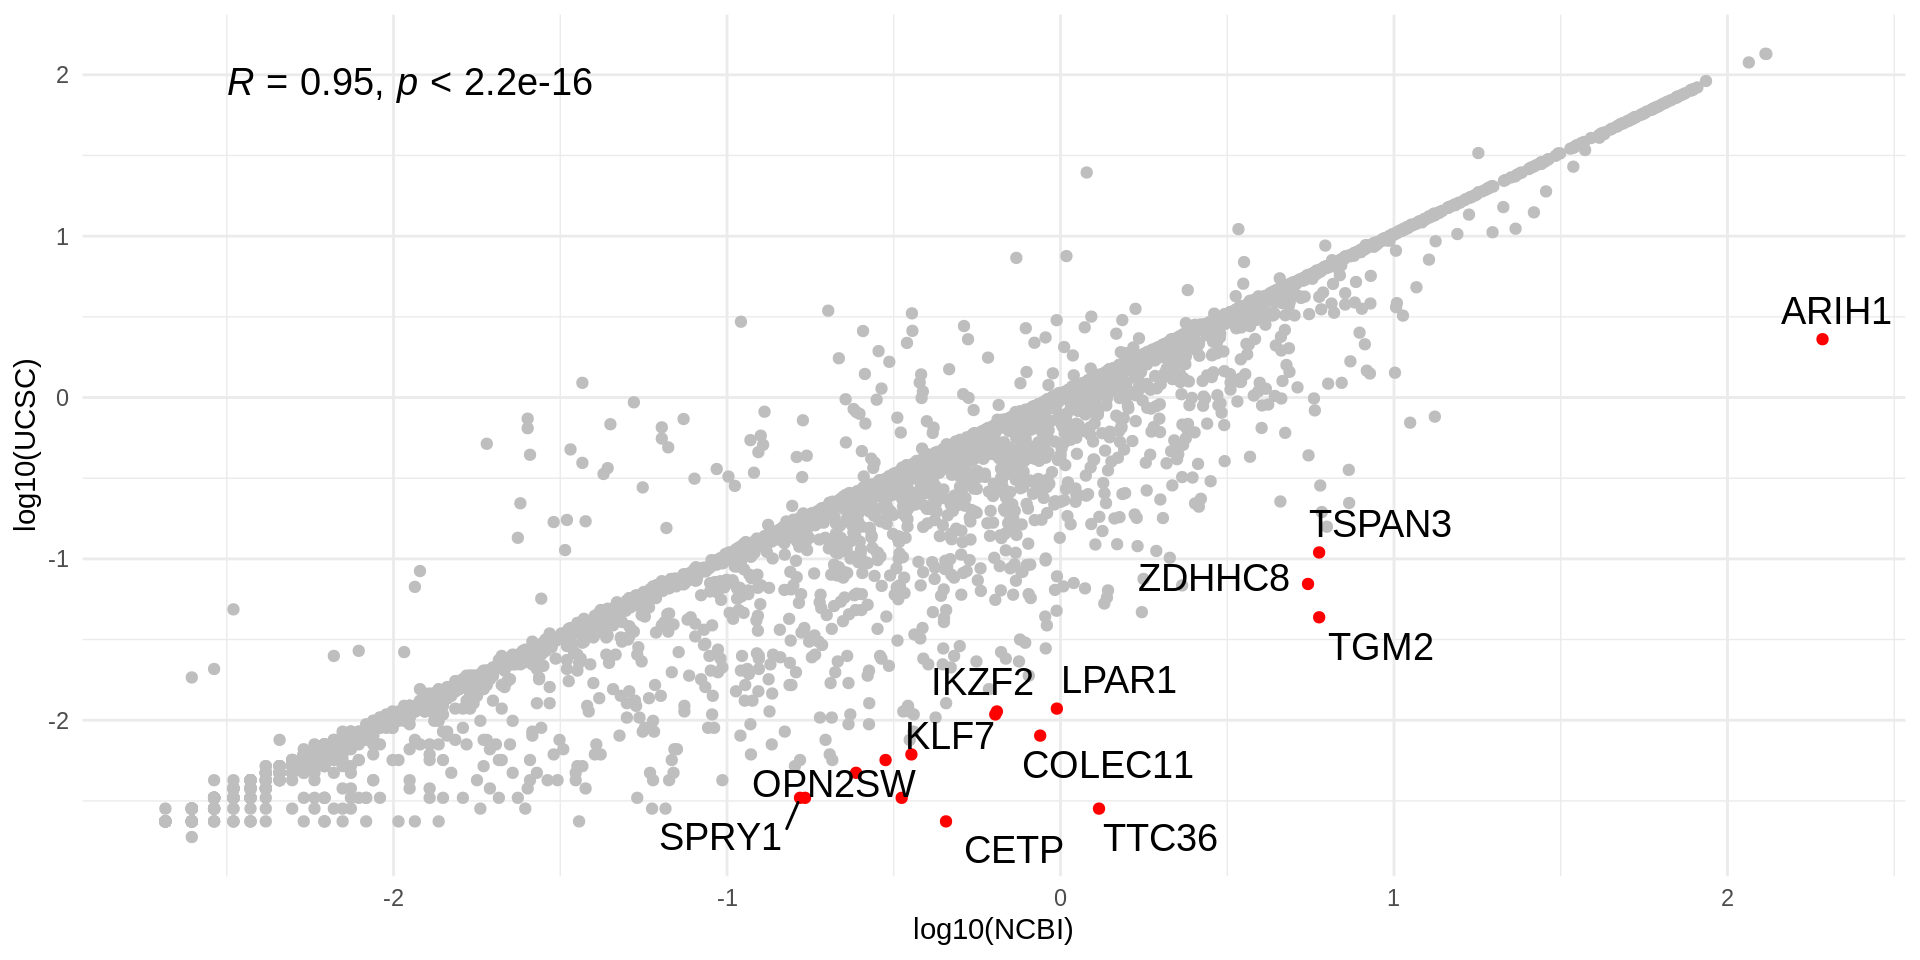 R = 0.95, p < 2.2e-16
2
1
0
-1
-2
log10(UCSC)
ARIH1
TSPAN3
ZDHHC8
TGM2
IKZF2
LPAR1
KLF7
COLEC11
OPN2SW
SPRY1
CETP
TTC36
-2
-1
0
1
2
log10(NCBI)